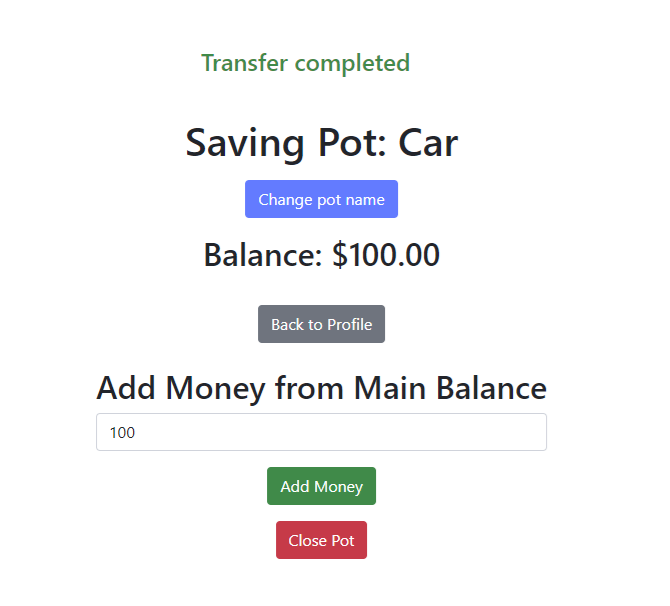 Transfer completed
Saving Pot: Car
Change pot name
Balance: $100.00
Back to Profile
Add Money from Main Balance
100
Add Money
Close Pot